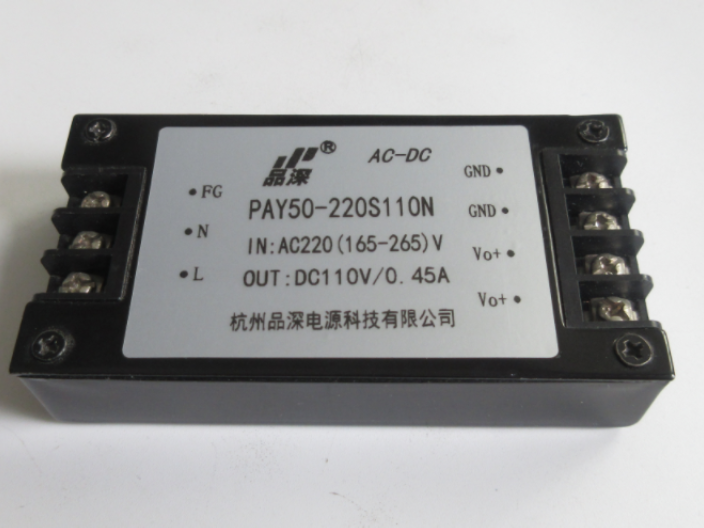 品深® AC-DC
PAY50-220S110N
IN:AC220(165-265)V
OUT:DC110V/0.45A
杭州品深电源科技有限公司
FG
N
L
GND
GND
Vo+
Vo+